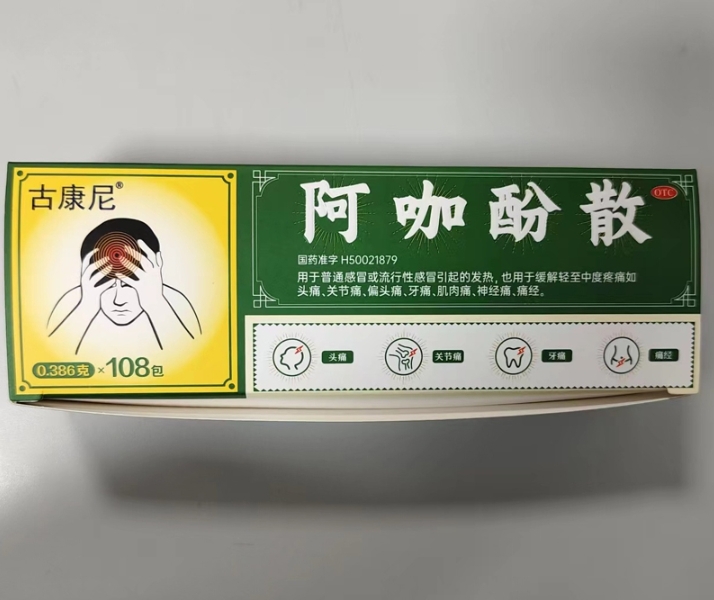 古康尼®
0.386克×108包
阿咖酚散
OTC
国药准字 H50021879
用于普通感冒或流行性感冒引起的发热,也用于缓解轻至中度疼痛如
头痛、关节痛、偏头痛、牙痛、肌肉痛、神经痛、痛经。
头痛
关节痛
牙痛
痛经